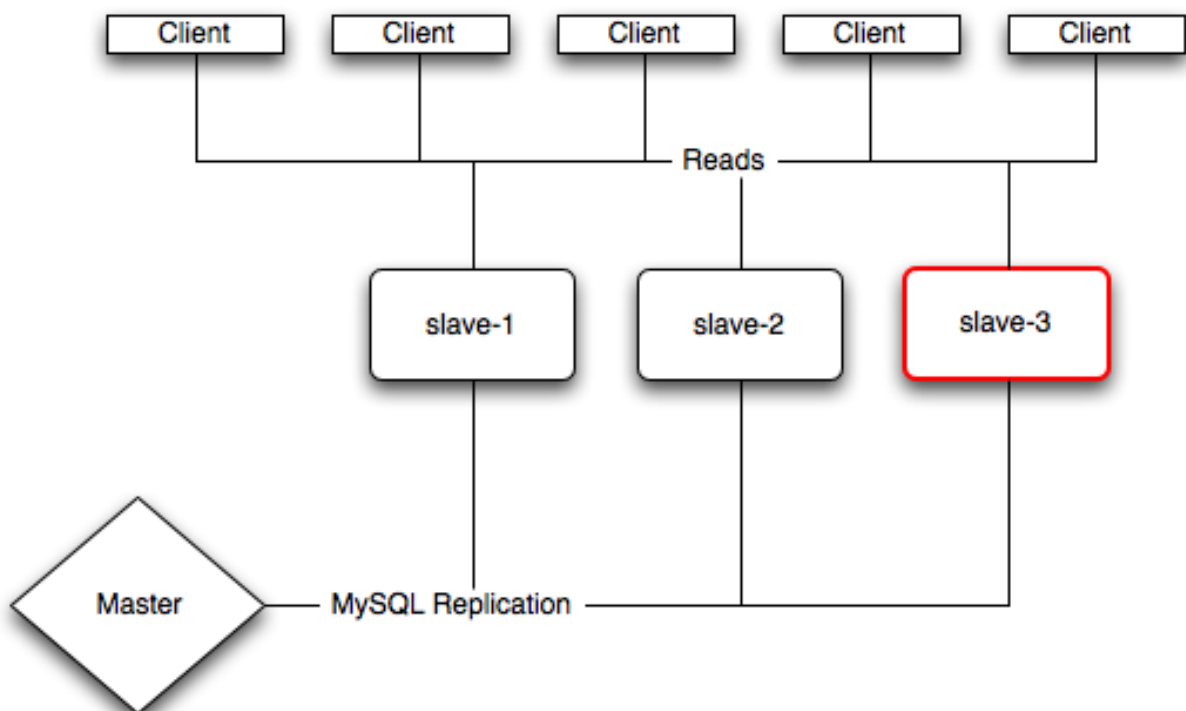 Client
Client
Client
Client
Client
Reads
slave-1
slave-2
slave-3
Master
MySQL Replication